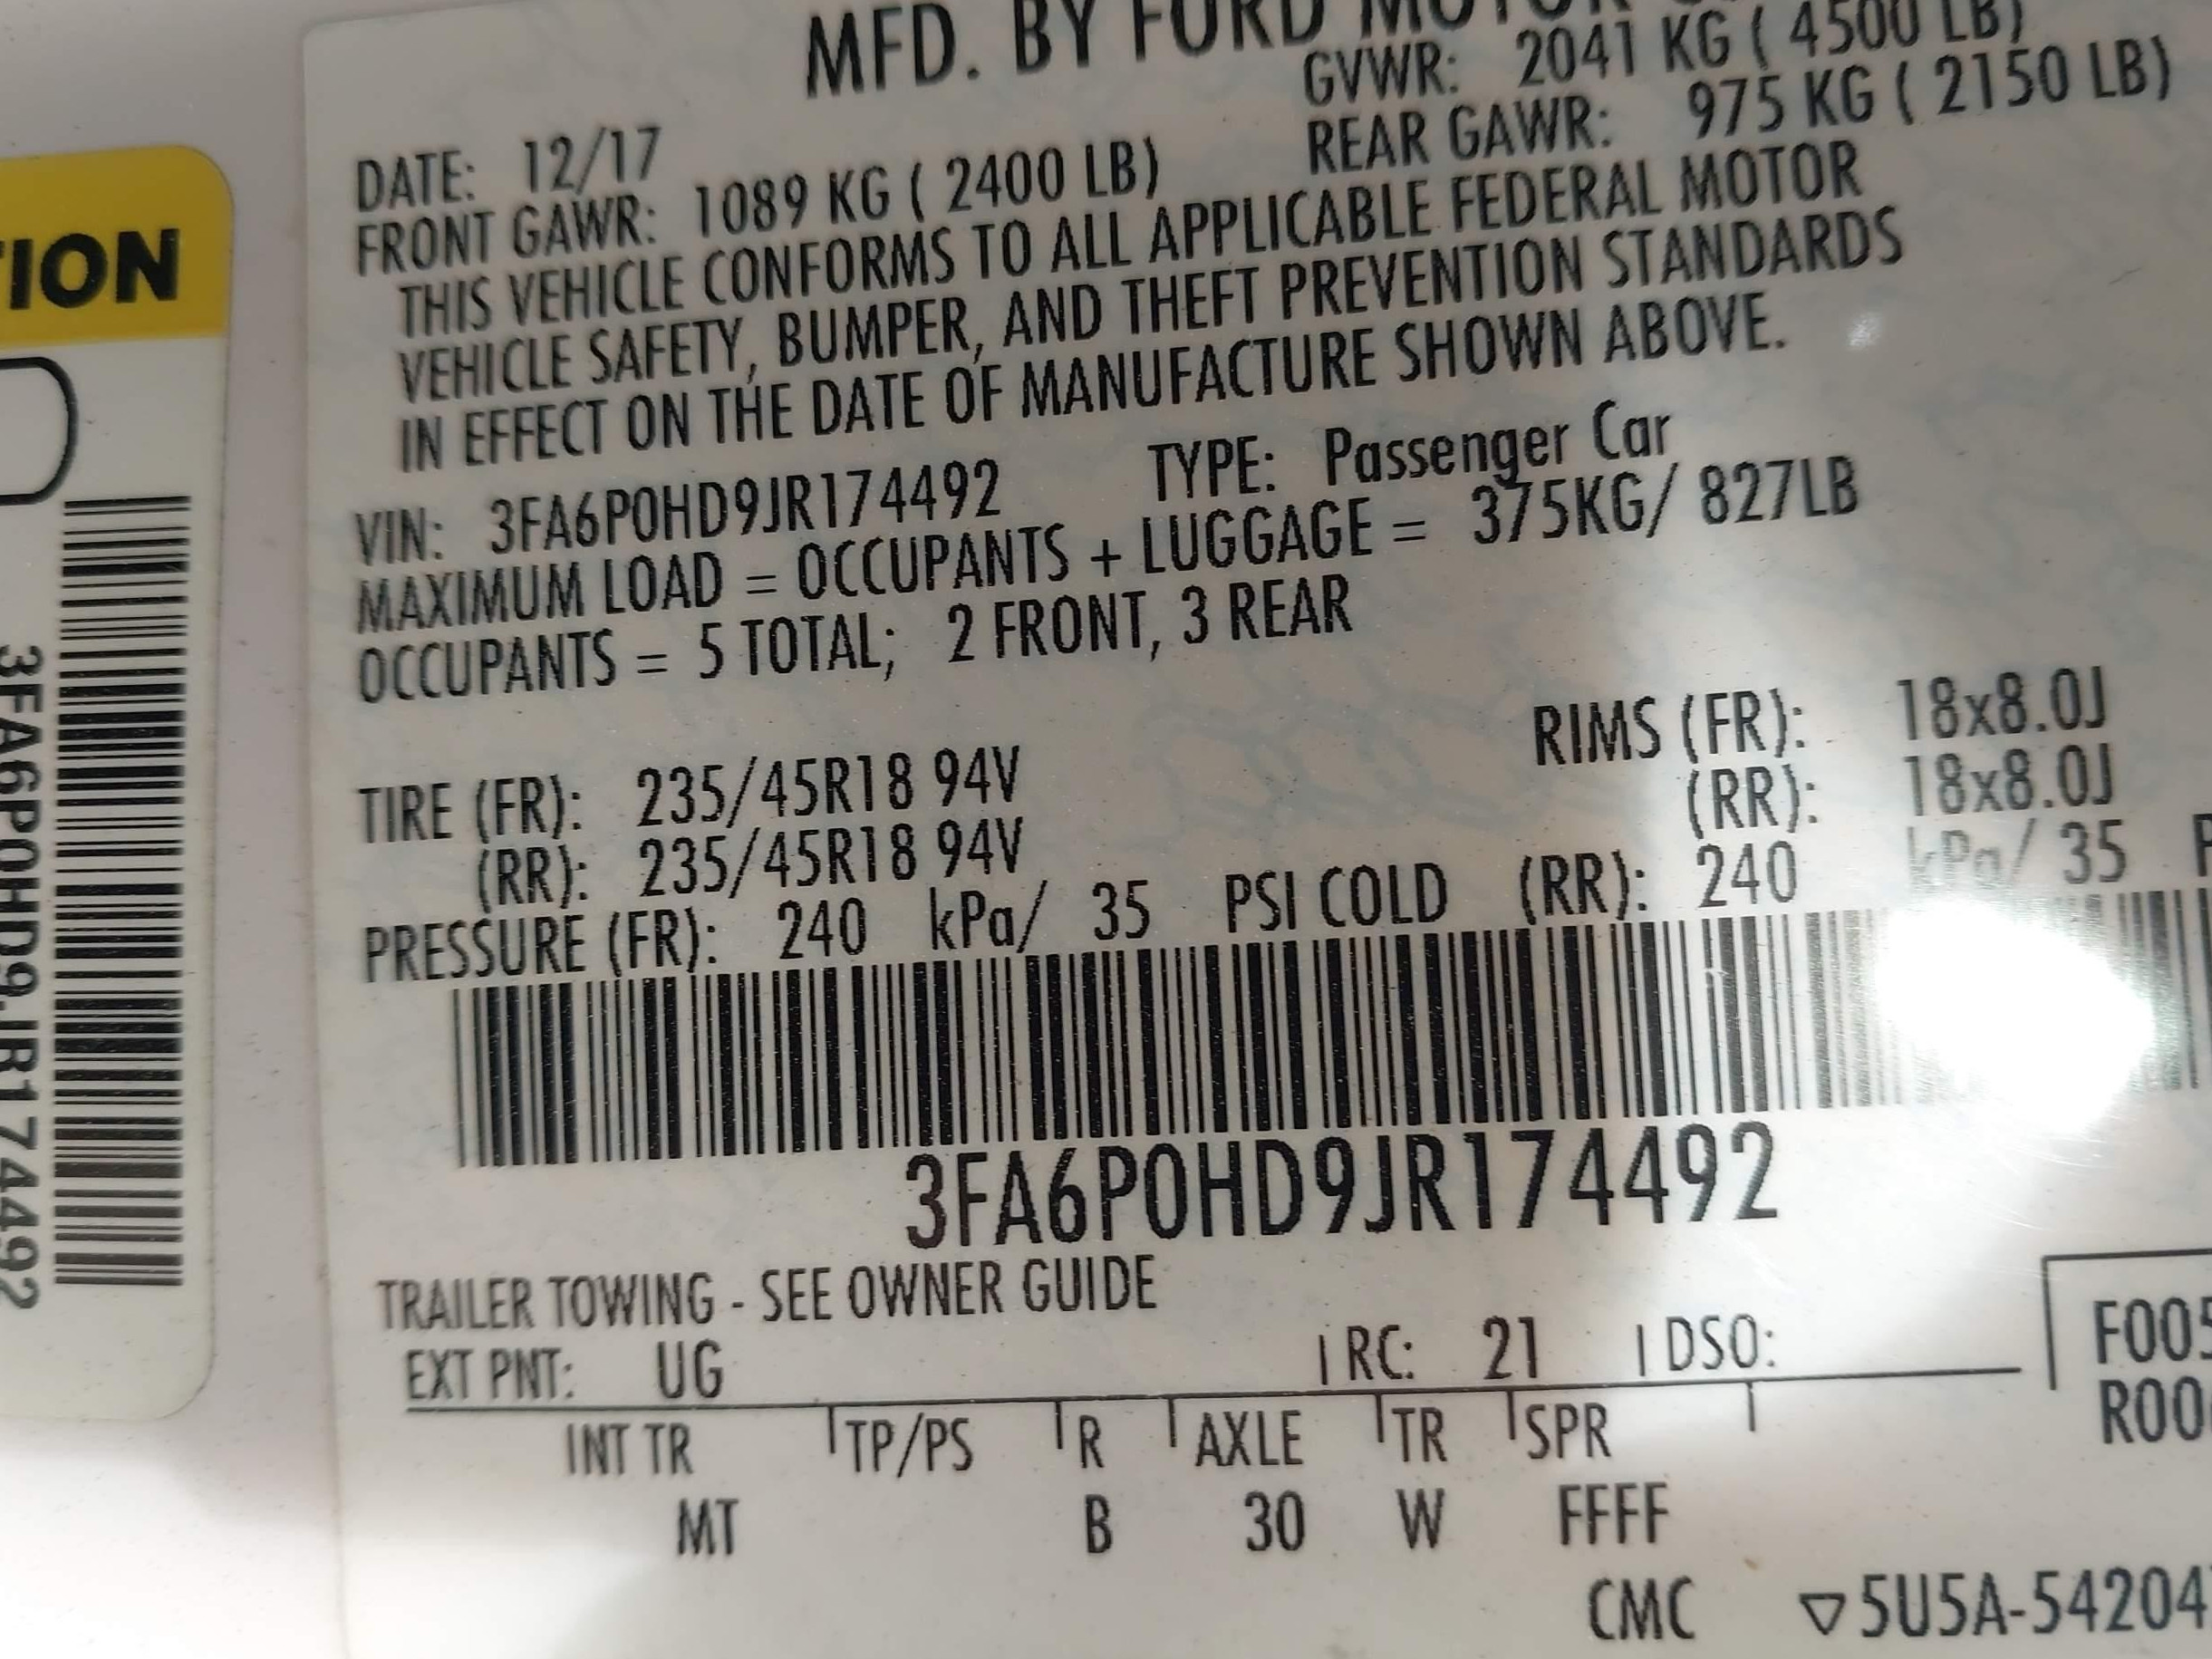 MFD. BY FORD MOTOR
GVWR: 2041 KG ( 4500 LB)
DATE: 12/17
REAR GAWR: 975 KG ( 2150 LB)
FRONT GAWR: 1089 KG ( 2400 LB)
THIS VEHICLE CONFORMS TO ALL APPLICABLE FEDERAL MOTOR
VEHICLE SAFETY, BUMPER, AND THEFT PREVENTION STANDARDS
IN EFFECT ON THE DATE OF MANUFACTURE SHOWN ABOVE.
VIN: 3FA6P0HD9JR174492 TYPE: Passenger Car
MAXIMUM LOAD = OCCUPANTS + LUGGAGE = 375KG/ 827LB
OCCUPANTS = 5 TOTAL; 2 FRONT, 3 REAR
TIRE (FR): 235/45R18 94V RIMS (FR): 18x8.0J
(RR): 235/45R18 94V (RR): 18x8.0J
PRESSURE (FR): 240 kPa/ 35 PSI COLD (RR): 240 kPa/ 35 P
3FA6P0HD9JR174492
TRAILER TOWING - SEE OWNER GUIDE
EXT PNT: UG RC: 21 DSO:
F005
R00
INT TR TP/PS R AXLE TR SPR
MT B 30 W FFFF
CMC ▽5U5A-54204
TION
3FA6P0HD9JR174492